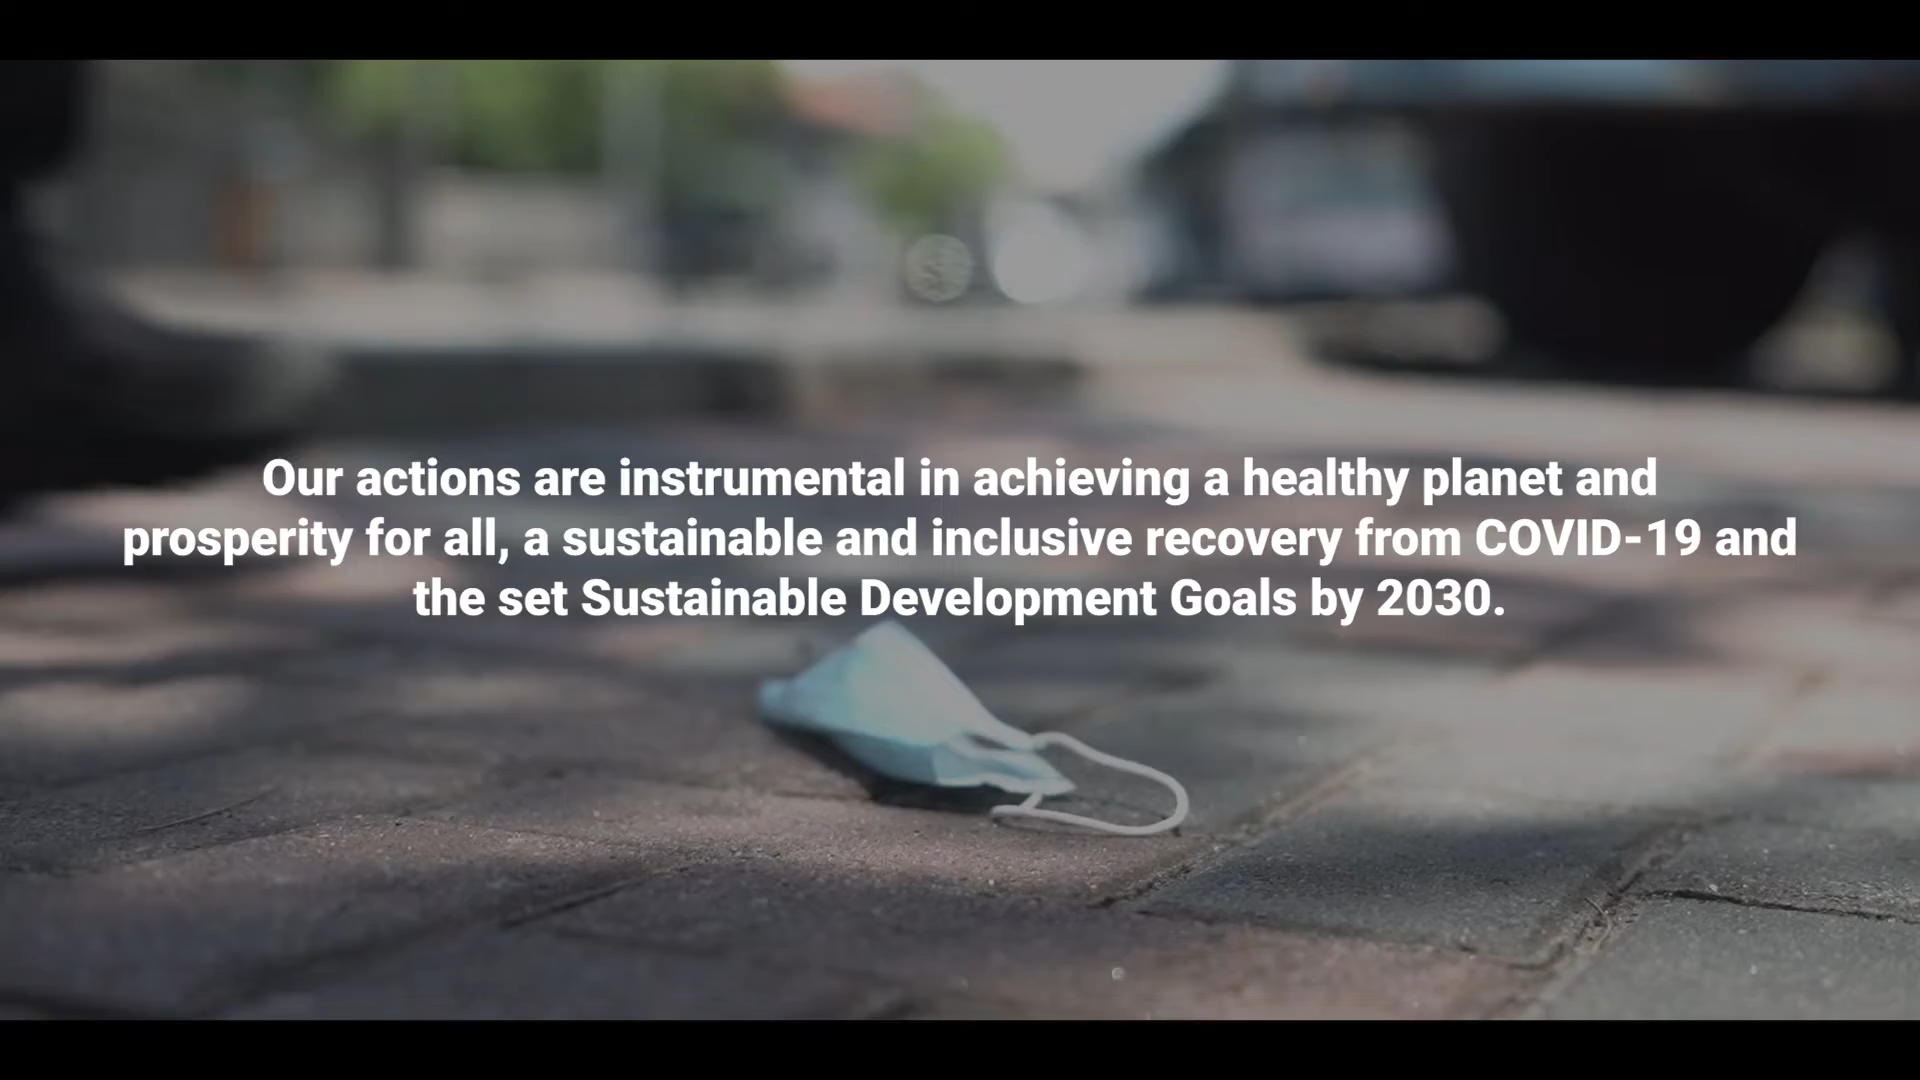 Our actions are instrumental in achieving a healthy planet and
prosperity for all, a sustainable and inclusive recovery from COVID-19 and
the set Sustainable Development Goals by 2030.